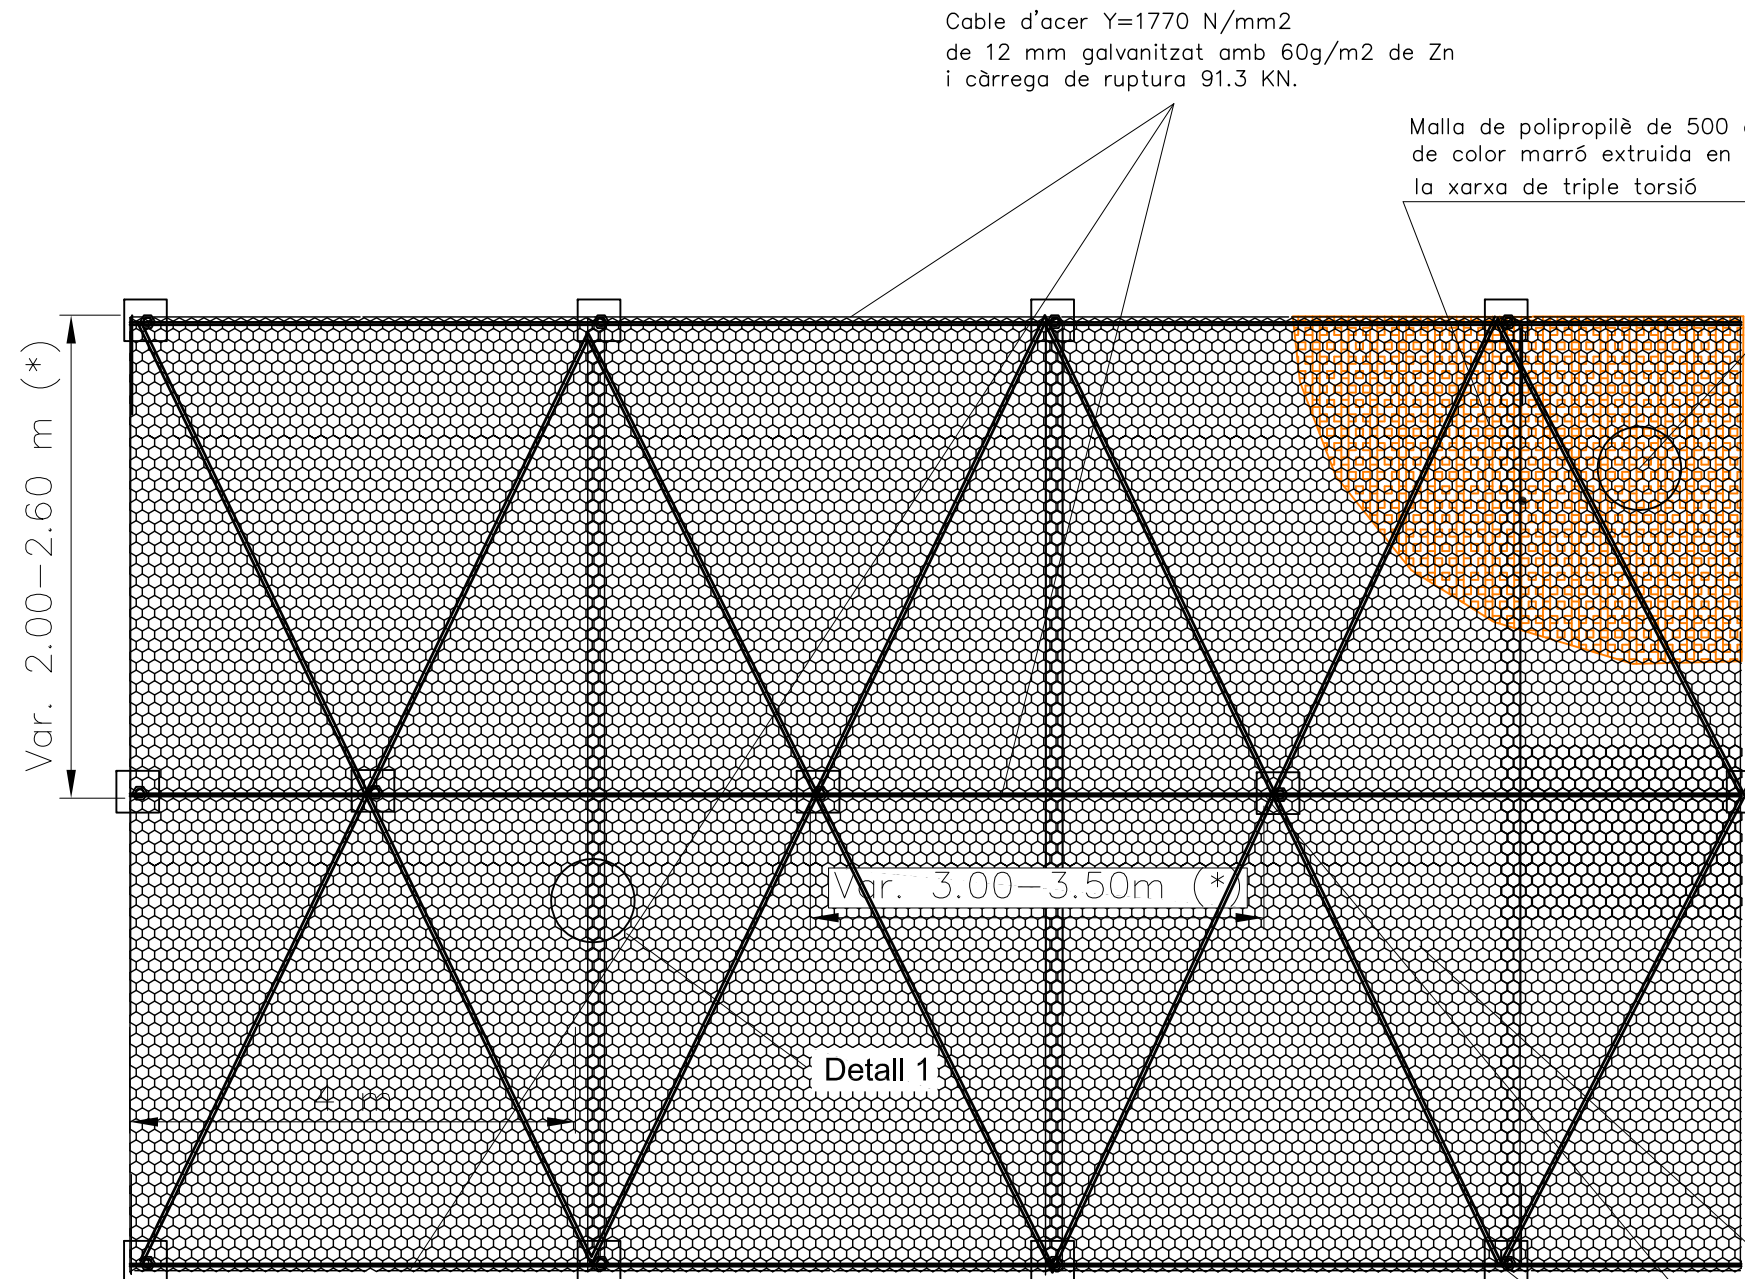 Cable d'acer Y=1770 N/mm2
de 12 mm galvanitzat amb 60g/m2 de Zn
i càrrega de ruptura 91.3 KN.
Malla de polipropilè de 500
de color marró extruida en
la xarxa de triple torsió
Var. 2.00-2.60 m (*)
Var. 3.00-3.50m (*)
Detall 1
4 m